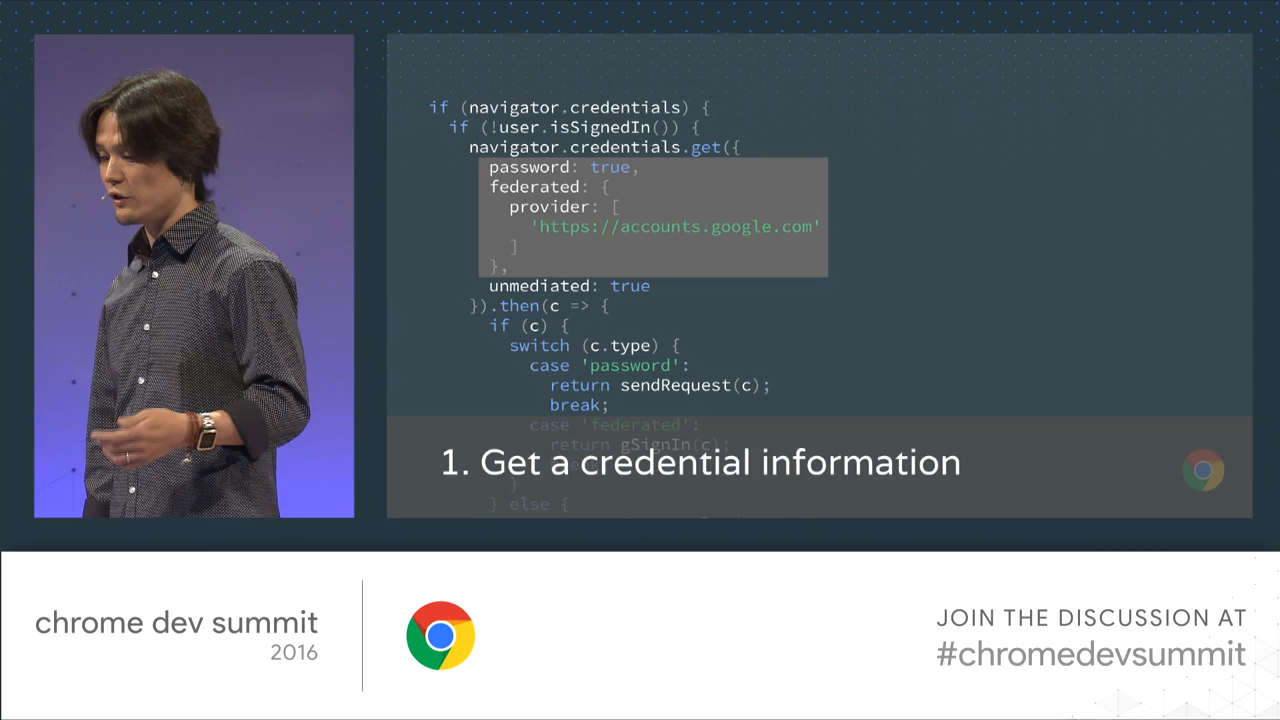 if (navigator.credentials) {
if (!user.isSignedIn()) {
navigator.credentials.get({
password: true,
federated: {
provider: [
'https://accounts.google.com'
]
},
unmediated: true
}).then(c => {
if (c) {
switch (c.type) {
case 'password':
return sendRequest(c);
break;
case 'federated':
return gSignIn(c);
1. Get a credential information
}
} else {
chrome dev summit
2016
JOIN THE DISCUSSION AT
#chromedevsummit